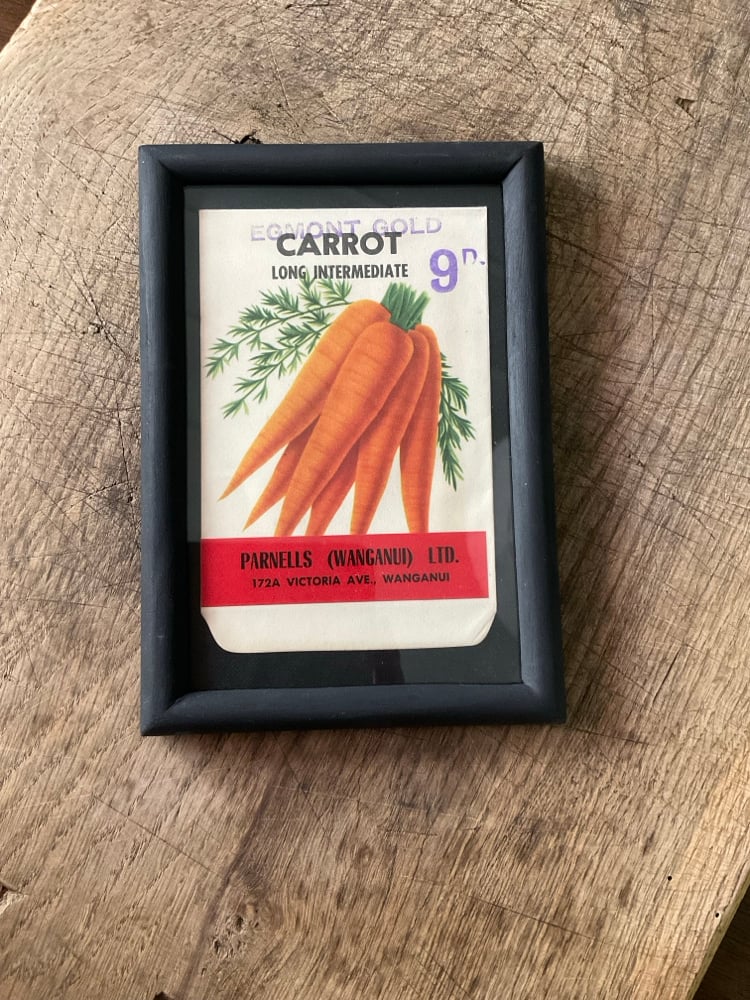 EGMONT GOLD
CARROT
LONG INTERMEDIATE
9D.
PARNELLS (WANGANUI) LTD.
172A VICTORIA AVE., WANGANUI